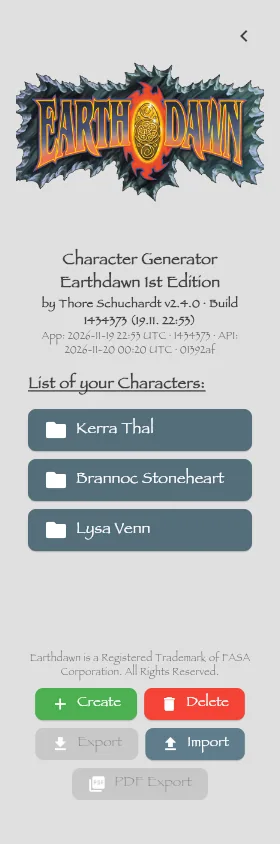 EARTHDAWN
Character Generator
Earthdawn 1st Edition
by Thore Schuchardt v2.4.0 · Build
1434373 (19.11. 22:53)
App: 2026-11-19 22:53 UTC · 1434373 · API:
2026-11-20 00:20 UTC · 01392af
List of your Characters:
Kerra Thal
Brannoc Stoneheart
Lysa Venn
Earthdawn is a Registered Trademark of FASA
Corporation. All Rights Reserved.
Create
Delete
Export
Import
PDF Export